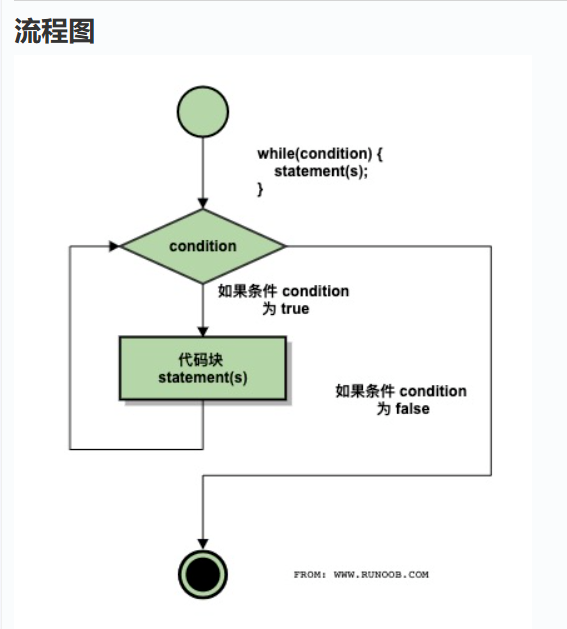 流程图
while(condition) {
statement(s);
}
condition
如果条件 condition
为 true
代码块
statement(s)
如果条件 condition
为 false
FROM: WWW.RUNOOB.COM